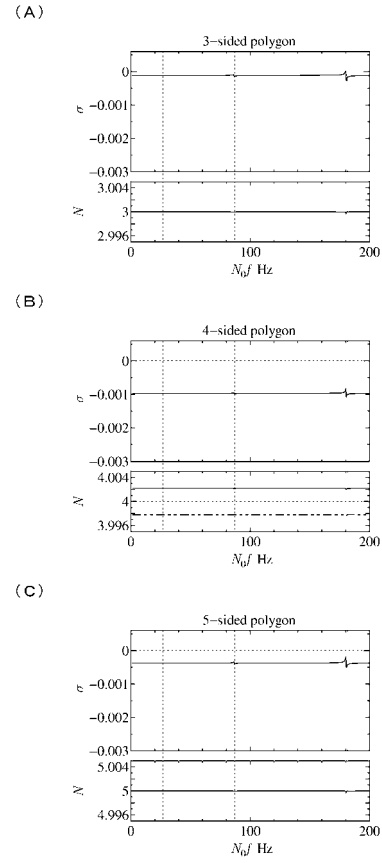 (A)
3-sided polygon
0
-0.001
σ
-0.002
-0.003
3.004
N 3
2.996
0 100 200
N₀f Hz
(B)
4-sided polygon
0
-0.001
σ
-0.002
-0.003
4.004
N 4
3.996
0 100 200
N₀f Hz
(C)
5-sided polygon
0
-0.001
σ
-0.002
-0.003
5.004
N 5
4.996
0 100 200
N₀f Hz